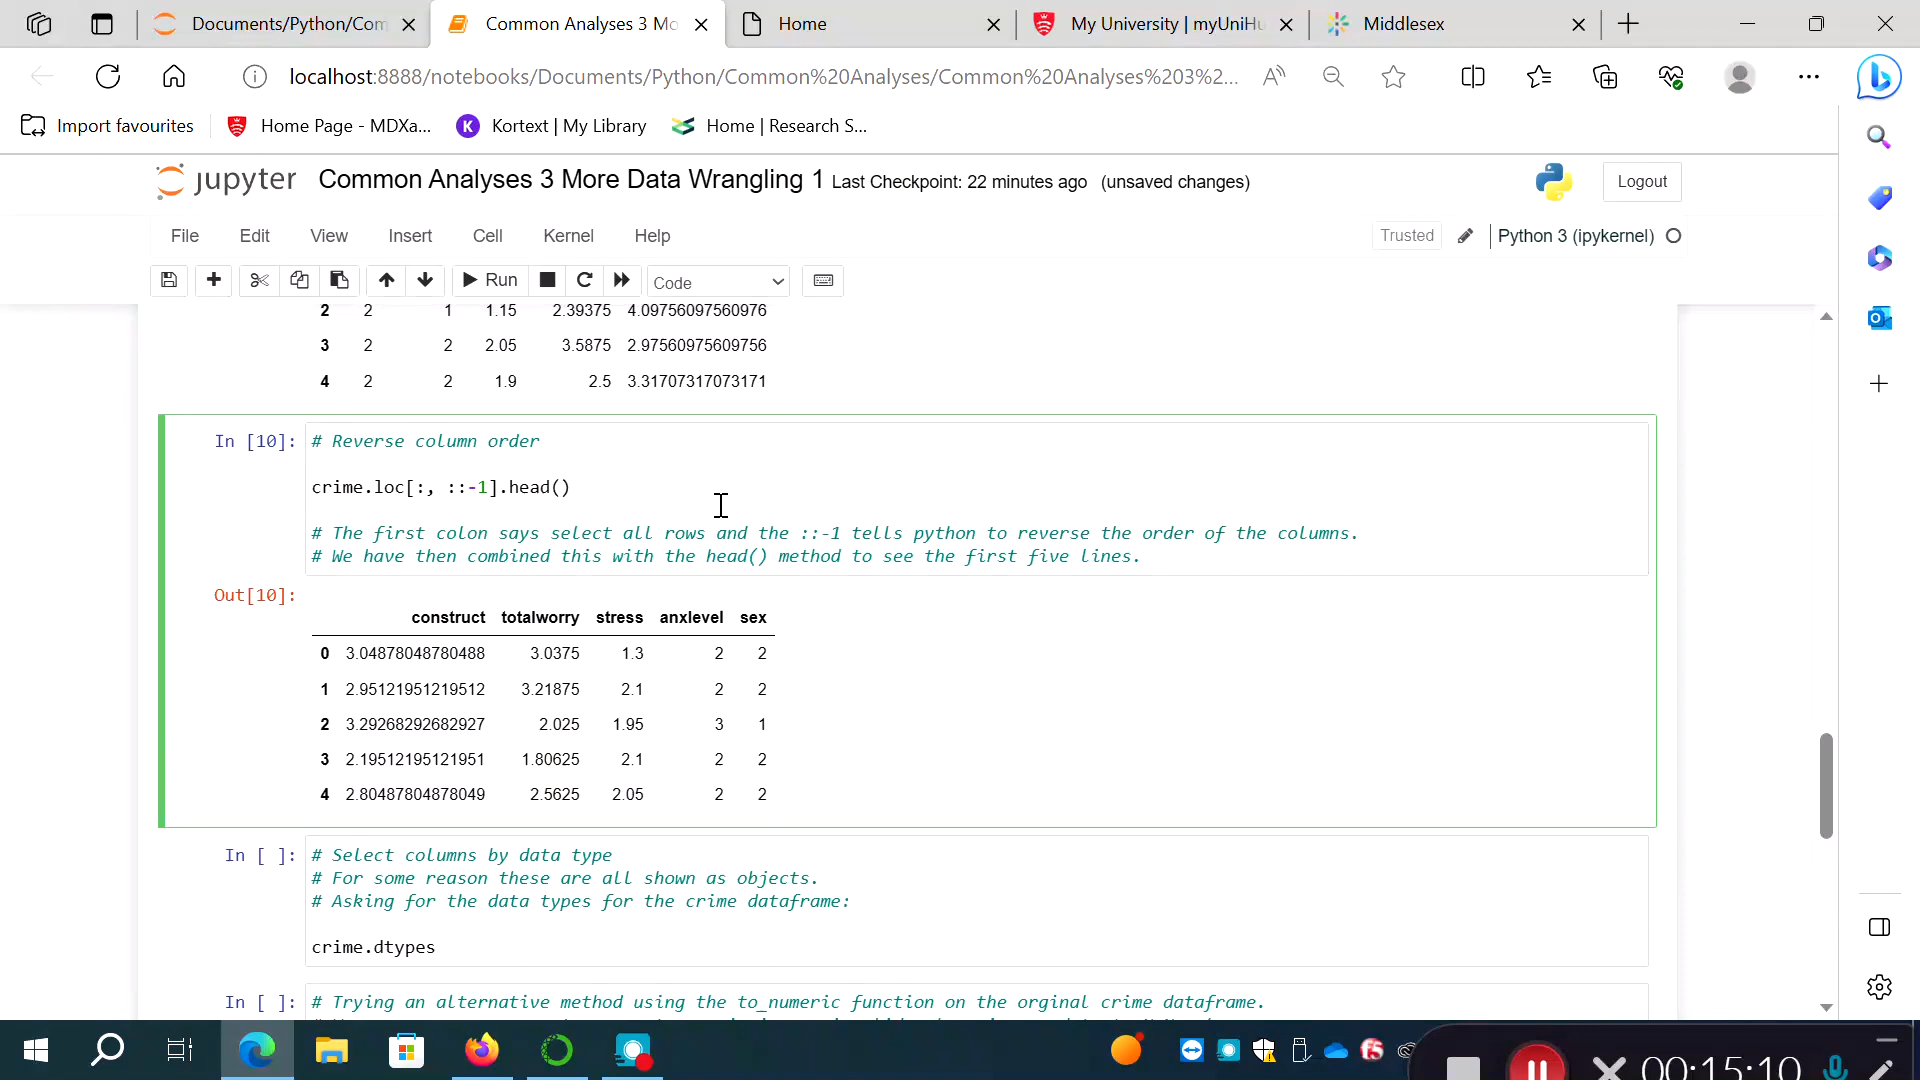 Documents/Python/Com
Common Analyses 3 Mo
Home
My University | myUniHu
Middlesex
localhost:8888/notebooks/Documents/Python/Common%20Analyses/Common%20Analyses%203%2...
Import favourites
Home Page - MDXa...
Kortext | My Library
Home | Research S...
jupyter Common Analyses 3 More Data Wrangling 1 Last Checkpoint: 22 minutes ago (unsaved changes)
Logout
File Edit View Insert Cell Kernel Help
Trusted
Python 3 (ipykernel)
Run
Code
2 2 1 1.15 2.39375 4.09756097560976
3 2 2 2.05 3.5875 2.97560975609756
4 2 2 1.9 2.5 3.31707317073171
In [10]: # Reverse column order
crime.loc[:, ::-1].head()
# The first colon says select all rows and the ::-1 tells python to reverse the order of the columns.
# We have then combined this with the head() method to see the first five lines.
Out[10]:
construct totalworry stress anxlevel sex
0 3.04878048780488 3.0375 1.3 2 2
1 2.95121951219512 3.21875 2.1 2 2
2 3.29268292682927 2.025 1.95 3 1
3 2.19512195121951 1.80625 2.1 2 2
4 2.80487804878049 2.5625 2.05 2 2
In [ ]: # Select columns by data type
# For some reason these are all shown as objects.
# Asking for the data types for the crime dataframe:
crime.dtypes
In [ ]: # Trying an alternative method using the to_numeric function on the orginal crime dataframe.
00:15:10